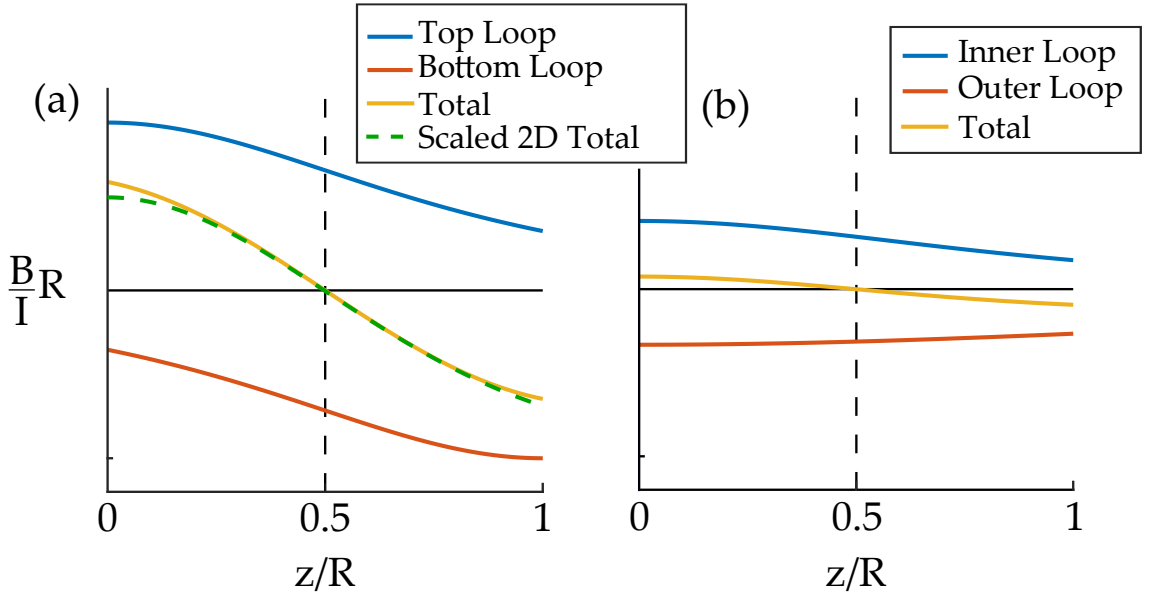 (a)
Top Loop
Bottom Loop
Total
Scaled 2D Total
(b)
Inner Loop
Outer Loop
Total
B
I
R
0
0.5
1
z/R
0
0.5
1
z/R